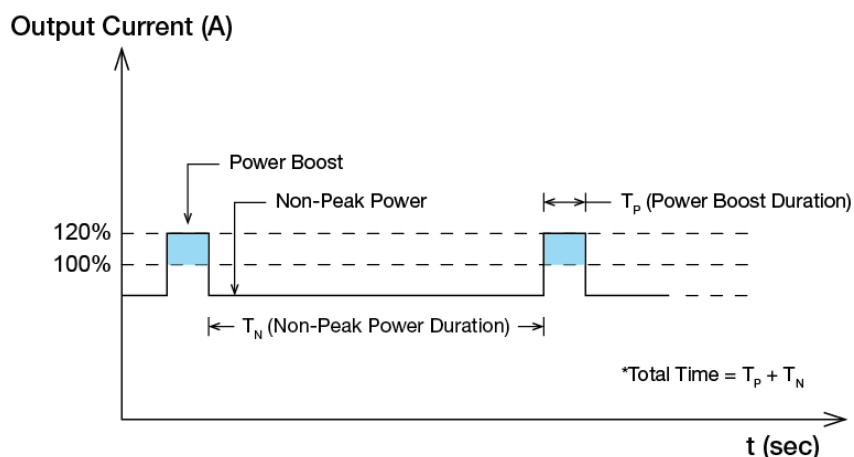 Output Current (A)
Power Boost
Non-Peak Power
T_P (Power Boost Duration)
120%
100%
T_N (Non-Peak Power Duration)
*Total Time = T_P + T_N
t (sec)